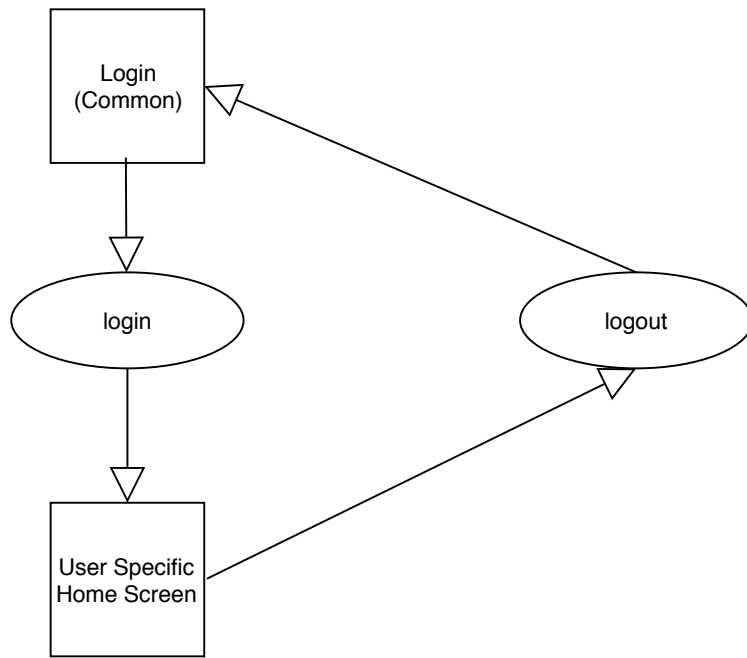 Login
(Common)
login
logout
User Specific
Home Screen